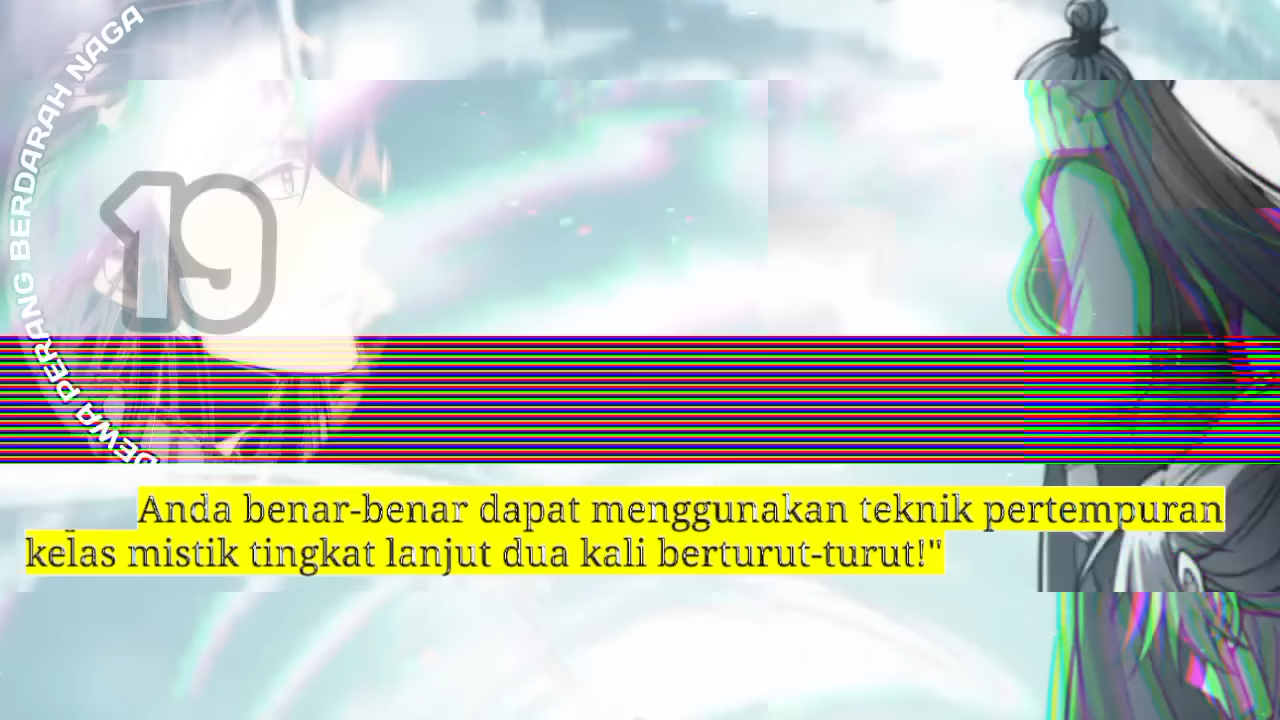 DEWA PERANG BERDARAH NAGA
19
Anda benar-benar dapat menggunakan teknik pertempuran
kelas mistik tingkat lanjut dua kali berturut-turut!"